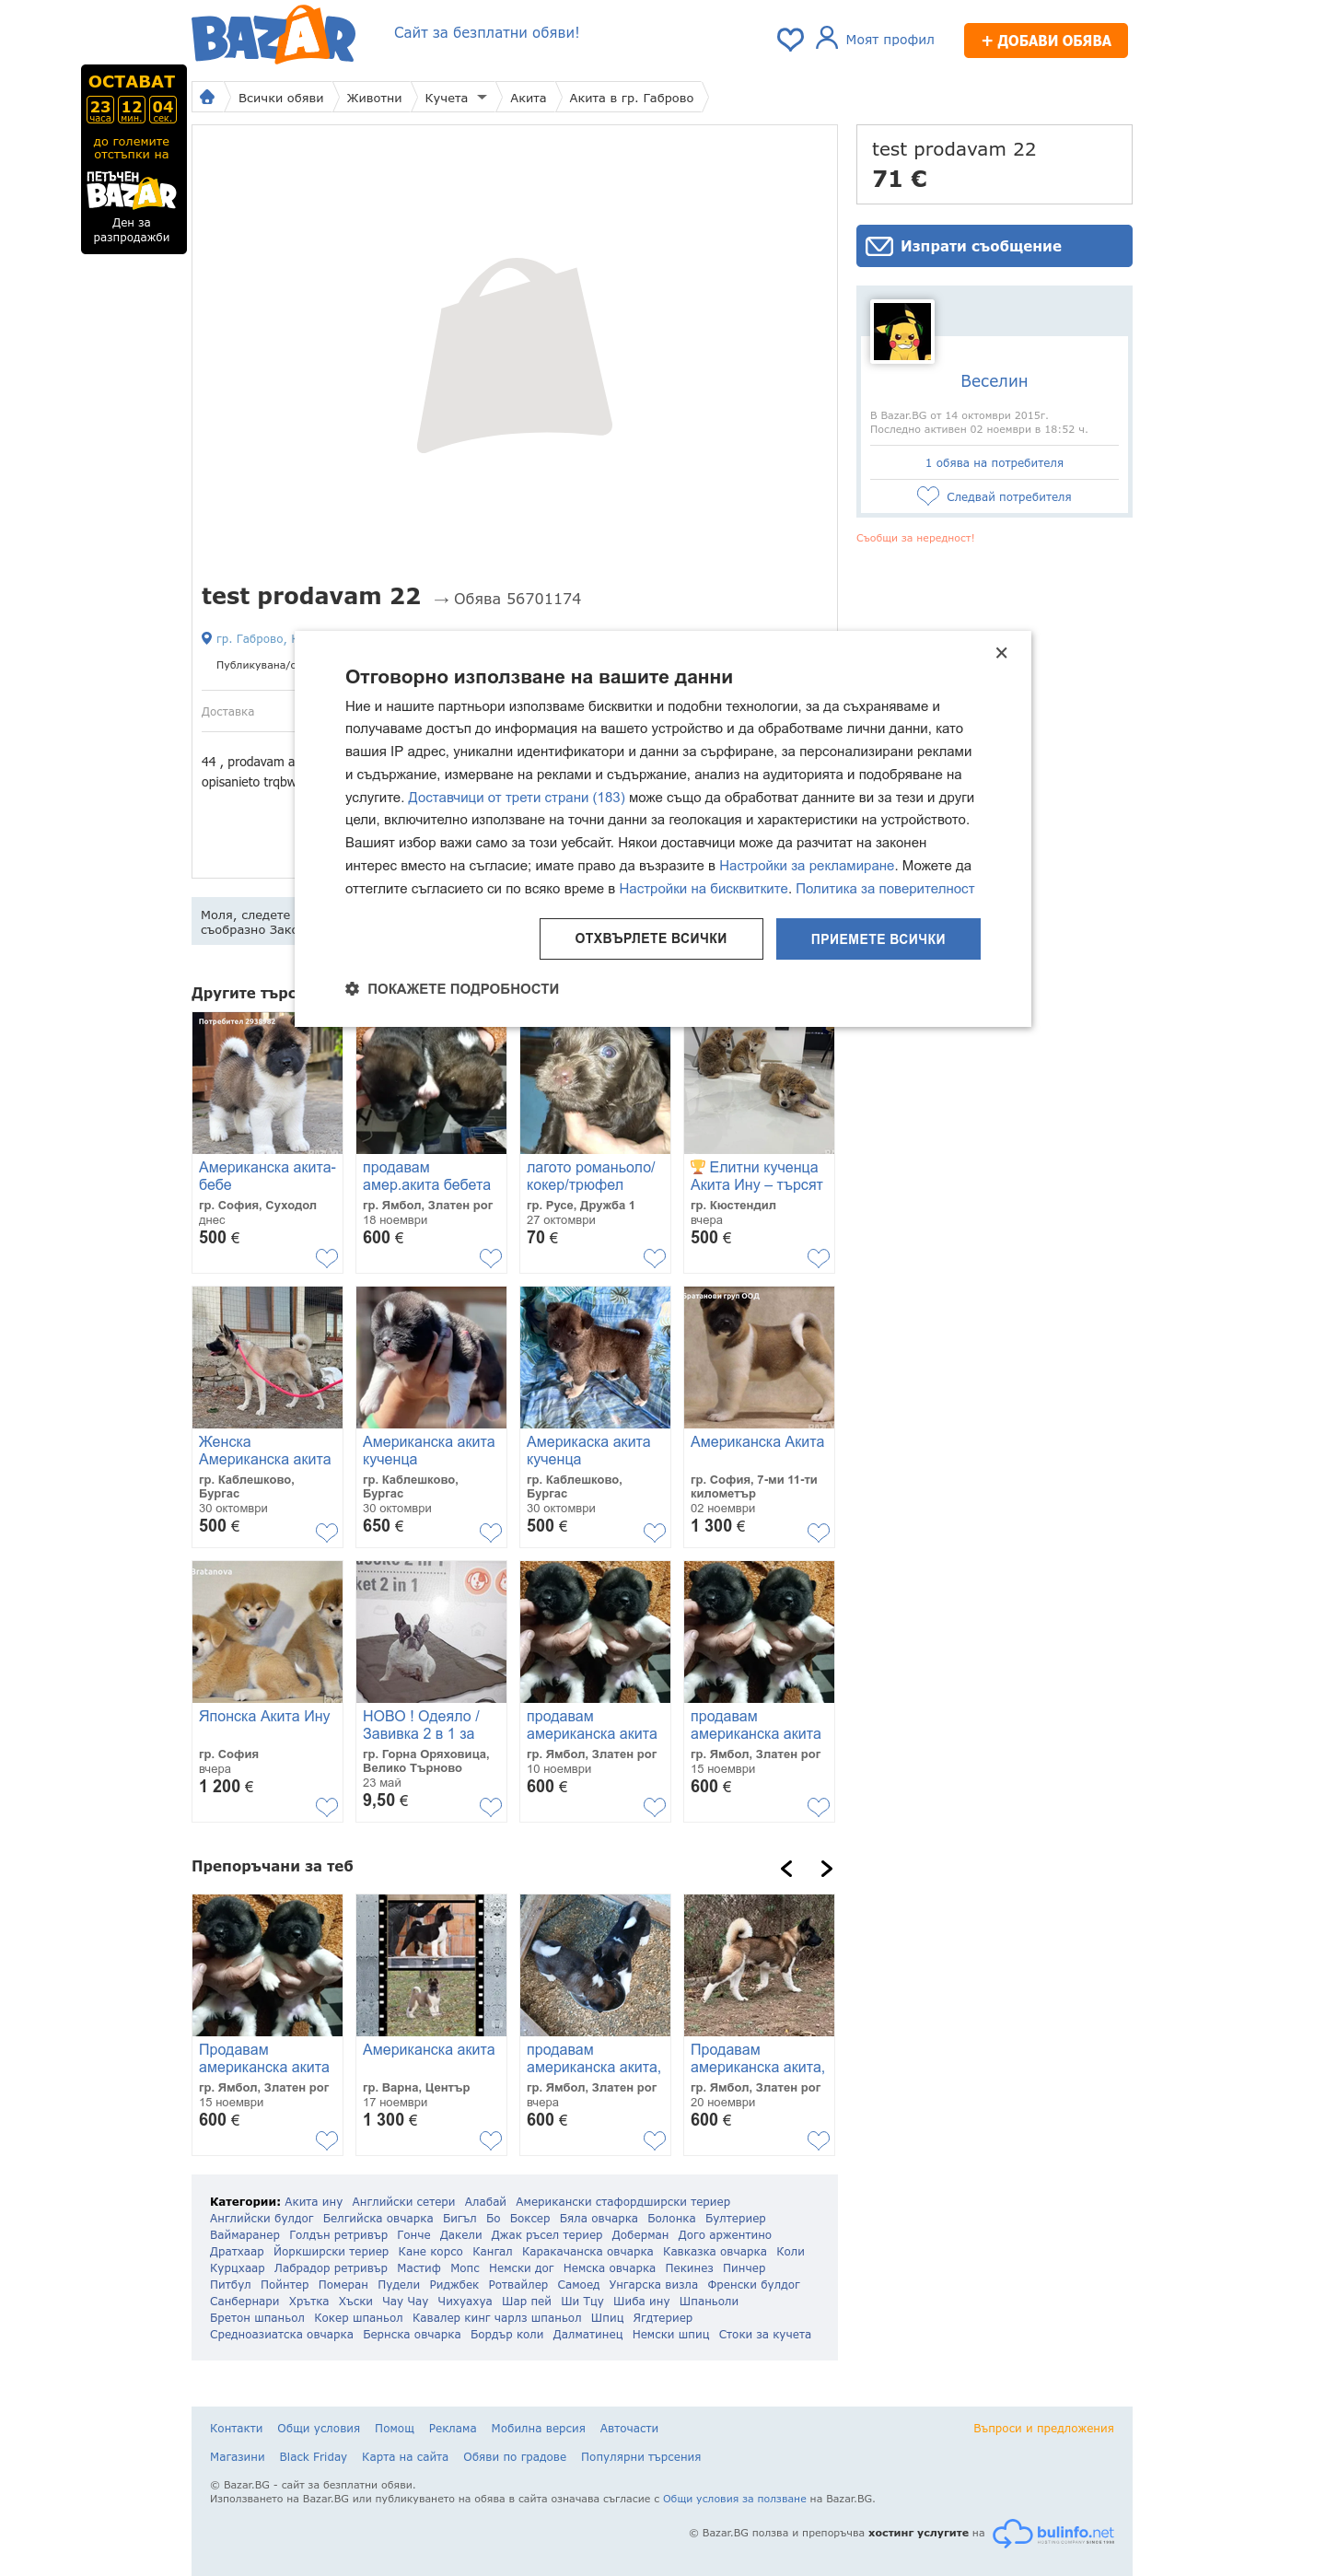 BAZAR
Сайт за безплатни обяви!
Моят профил
+ ДОБАВИ ОБЯВА
ОСТАВАТ
23 12 04
часа мин. сек.
до големите
отстъпки на
ПЕТЪЧЕН
BAZAR
Ден за
разпродажби
Всички обяви
Животни
Кучета
Акита
Акита в гр. Габрово
test prodavam 22
71 €
Изпрати съобщение
Веселин
В Bazar.BG от 14 октомври 2015г.
Последно активен 02 ноември в 18:52 ч.
1 обява на потребителя
Следвай потребителя
Съобщи за нередност!
test prodavam 22 → Обява 56701174
гр. Габрово,
Публикувана/
Доставка
44 , prodavam
opisanieto
Отговорно използване на вашите данни
×
Ние и нашите партньори използваме бисквитки и подобни технологии, за да съхраняваме и
получаваме достъп до информация на вашето устройство и да обработваме лични данни, като
вашия IP адрес, уникални идентификатори и данни за сърфиране, за персонализирани реклами
и съдържание, измерване на реклами и съдържание, анализ на аудиторията и подобряване на
услугите. Доставчици от трети страни (183) може също да обработват данните ви за тези и други
цели, включително използване на точни данни за геолокация и характеристики на устройството.
Вашият избор важи само за този уебсайт. Някои доставчици може да разчитат на законен
интерес вместо на съгласие; имате право да възразите в Настройки за рекламиране. Можете да
оттеглите съгласието си по всяко време в Настройки на бисквитките. Политика за поверителност
ОТХВЪРЛЕТЕ ВСИЧКИ
ПРИЕМЕТЕ ВСИЧКИ
ПОКАЖЕТЕ ПОДРОБНОСТИ
Моля, следете
съобразно
Другите
Потребител 2938982
Американска акита-
бебе
гр. София, Суходол
днес
500 €
продавам
амер.акита бебета
гр. Ямбол, Златен рог
18 ноември
600 €
лагото романьоло/
кокер/трюфел
гр. Русе, Дружба 1
27 октомври
70 €
🏆 Елитни кученца
Акита Ину – търсят
гр. Кюстендил
вчера
500 €
Женска
Американска акита
гр. Каблешково,
Бургас
30 октомври
500 €
Американска акита
кученца
гр. Каблешково,
Бургас
30 октомври
650 €
Америкаска акита
кученца
гр. Каблешково,
Бургас
30 октомври
500 €
Братанови груп ООД
Американска Акита
гр. София, 7-ми 11-ти
километър
02 ноември
1 300 €
Bratanova
Японска Акита Ину
гр. София
вчера
1 200 €
ket 2 in 1
НОВО ! Одеяло /
Завивка 2 в 1 за
гр. Горна Оряховица,
Велико Търново
23 май
9,50 €
продавам
американска акита
гр. Ямбол, Златен рог
10 ноември
600 €
продавам
американска акита
гр. Ямбол, Златен рог
15 ноември
600 €
Препоръчани за теб
Продавам
американска акита
гр. Ямбол, Златен рог
15 ноември
600 €
Американска акита
гр. Варна, Център
17 ноември
1 300 €
продавам
американска акита,
гр. Ямбол, Златен рог
вчера
600 €
Продавам
американска акита,
гр. Ямбол, Златен рог
20 ноември
600 €
Категории: Акита ину Английски сетери Алабай Американски стафордширски териер
Английски булдог Белгийска овчарка Бигъл Бо Боксер Бяла овчарка Болонка Бултериер
Ваймаранер Голдън ретривър Гонче Дакели Джак ръсел териер Доберман Дого аржентино
Дратхаар Йоркширски териер Кане корсо Кангал Каракачанска овчарка Кавказка овчарка Коли
Курцхаар Лабрадор ретривър Мастиф Мопс Немски дог Немска овчарка Пекинез Пинчер
Питбул Пойнтер Померан Пудели Риджбек Ротвайлер Самоед Унгарска визла Френски булдог
Санбернари Хрътка Хъски Чау Чау Чихуахуа Шар пей Ши Тцу Шиба ину Шпаньоли
Бретон шпаньол Кокер шпаньол Кавалер кинг чарлз шпаньол Шпиц Ягдтериер
Средноазиатска овчарка Бернска овчарка Бордър коли Далматинец Немски шпиц Стоки за кучета
Контакти Общи условия Помощ Реклама Мобилна версия Авточасти
Въпроси и предложения
Магазини Black Friday Карта на сайта Обяви по градове Популярни търсения
© Bazar.BG - сайт за безплатни обяви.
Използването на Bazar.BG или публикуването на обява в сайта означава съгласие с Общи условия за ползване на Bazar.BG.
© Bazar.BG ползва и препоръчва хостинг услугите на
bulinfo.net
HOSTING COMPANY SINCE 1998